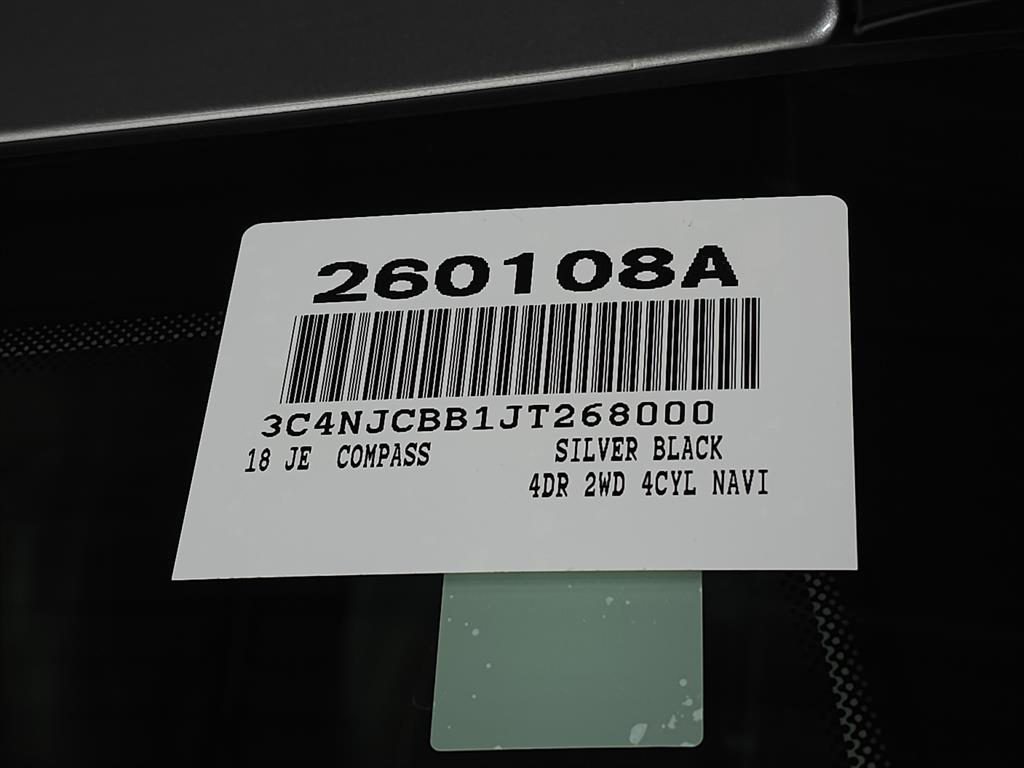 260108A
3C4NJCBB1JT268000
18 JE COMPASS SILVER BLACK
4DR 2WD 4CYL NAVI